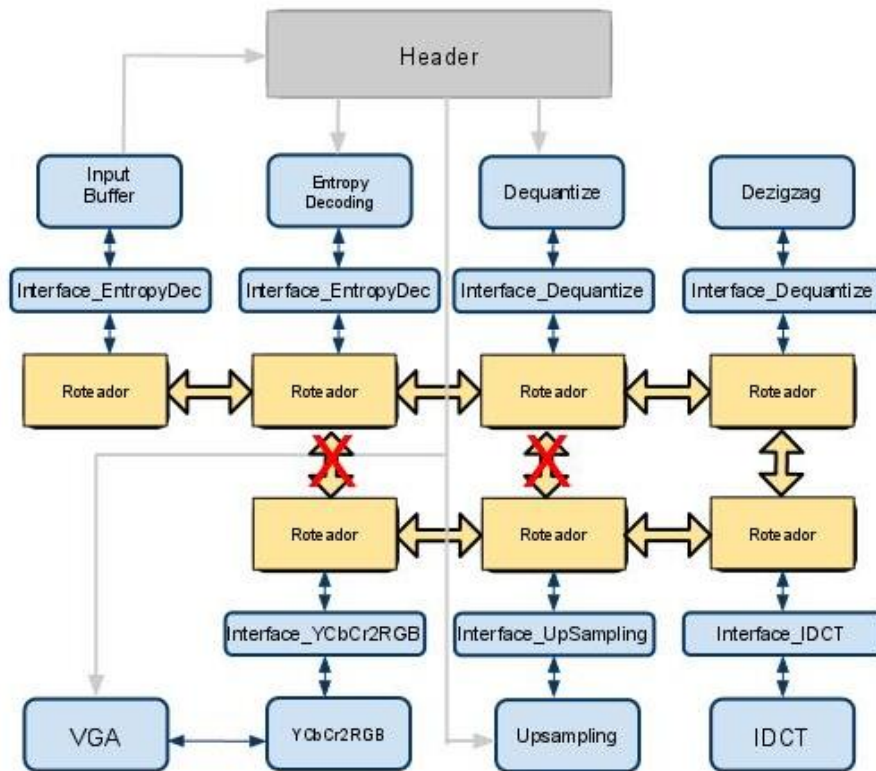 Header
Input
Buffer
Entropy
Decoding
Dequantize
Dezigzag
Interface_EntropyDec
Interface_EntropyDec
Interface_Dequantize
Interface_Dequantize
Roteador
Roteador
Roteador
Roteador
X
X
Roteador
Roteador
Roteador
Interface_YCbCr2RGB
Interface_UpSampling
Interface_IDCT
VGA
YCbCr2RGB
Upsampling
IDCT